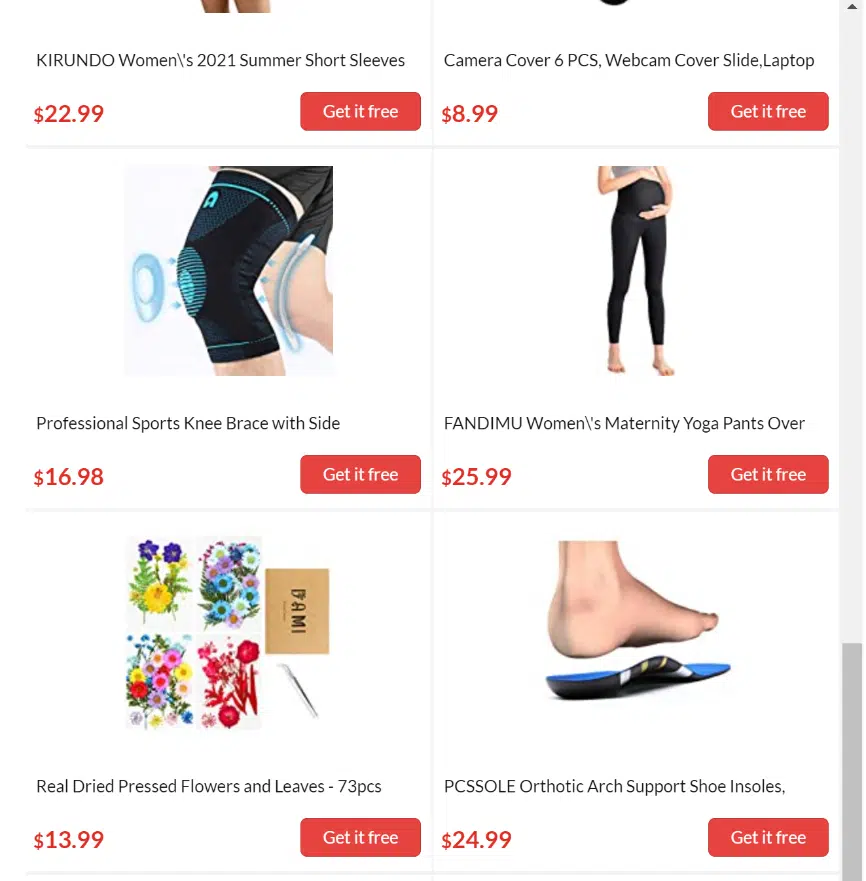 KIRUNDO Women\'s 2021 Summer Short Sleeves
$22.99
Get it free
Camera Cover 6 PCS, Webcam Cover Slide,Laptop
$8.99
Get it free
Professional Sports Knee Brace with Side
$16.98
Get it free
FANDIMU Women\'s Maternity Yoga Pants Over
$25.99
Get it free
DAMI
Real Dried Pressed Flowers and Leaves - 73pcs
$13.99
Get it free
PCSSOLE Orthotic Arch Support Shoe Insoles,
$24.99
Get it free